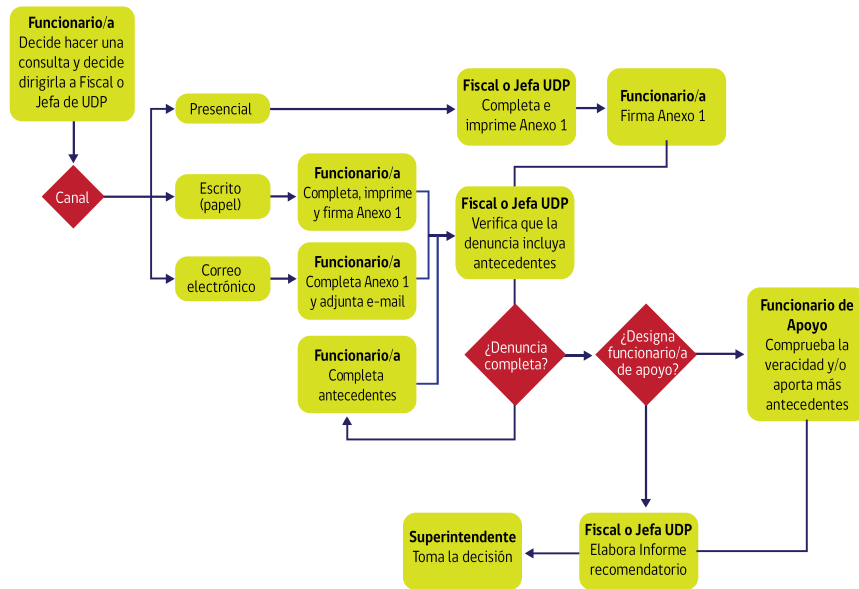 Funcionario/a
Decide hacer una
consulta y decide
dirigirla a Fiscal o
Jefa de UDP
Canal
Presencial
Fiscal o Jefa UDP
Completa e
imprime Anexo 1
Funcionario/a
Firma Anexo 1
Escrito
(papel)
Funcionario/a
Completa, imprime
y firma Anexo 1
Fiscal o Jefa UDP
Verifica que la
denuncia incluya
antecedentes
Correo
electrónico
Funcionario/a
Completa Anexo 1
y adjunta e-mail
Funcionario/a
Completa
antecedentes
¿Denuncia
completa?
¿Designa
funcionario/a
de apoyo?
Funcionario de
Apoyo
Comprueba la
veracidad y/o
aporta más
antecedentes
Superintendente
Toma la decisión
Fiscal o Jefa UDP
Elabora Informe
recomendatorio